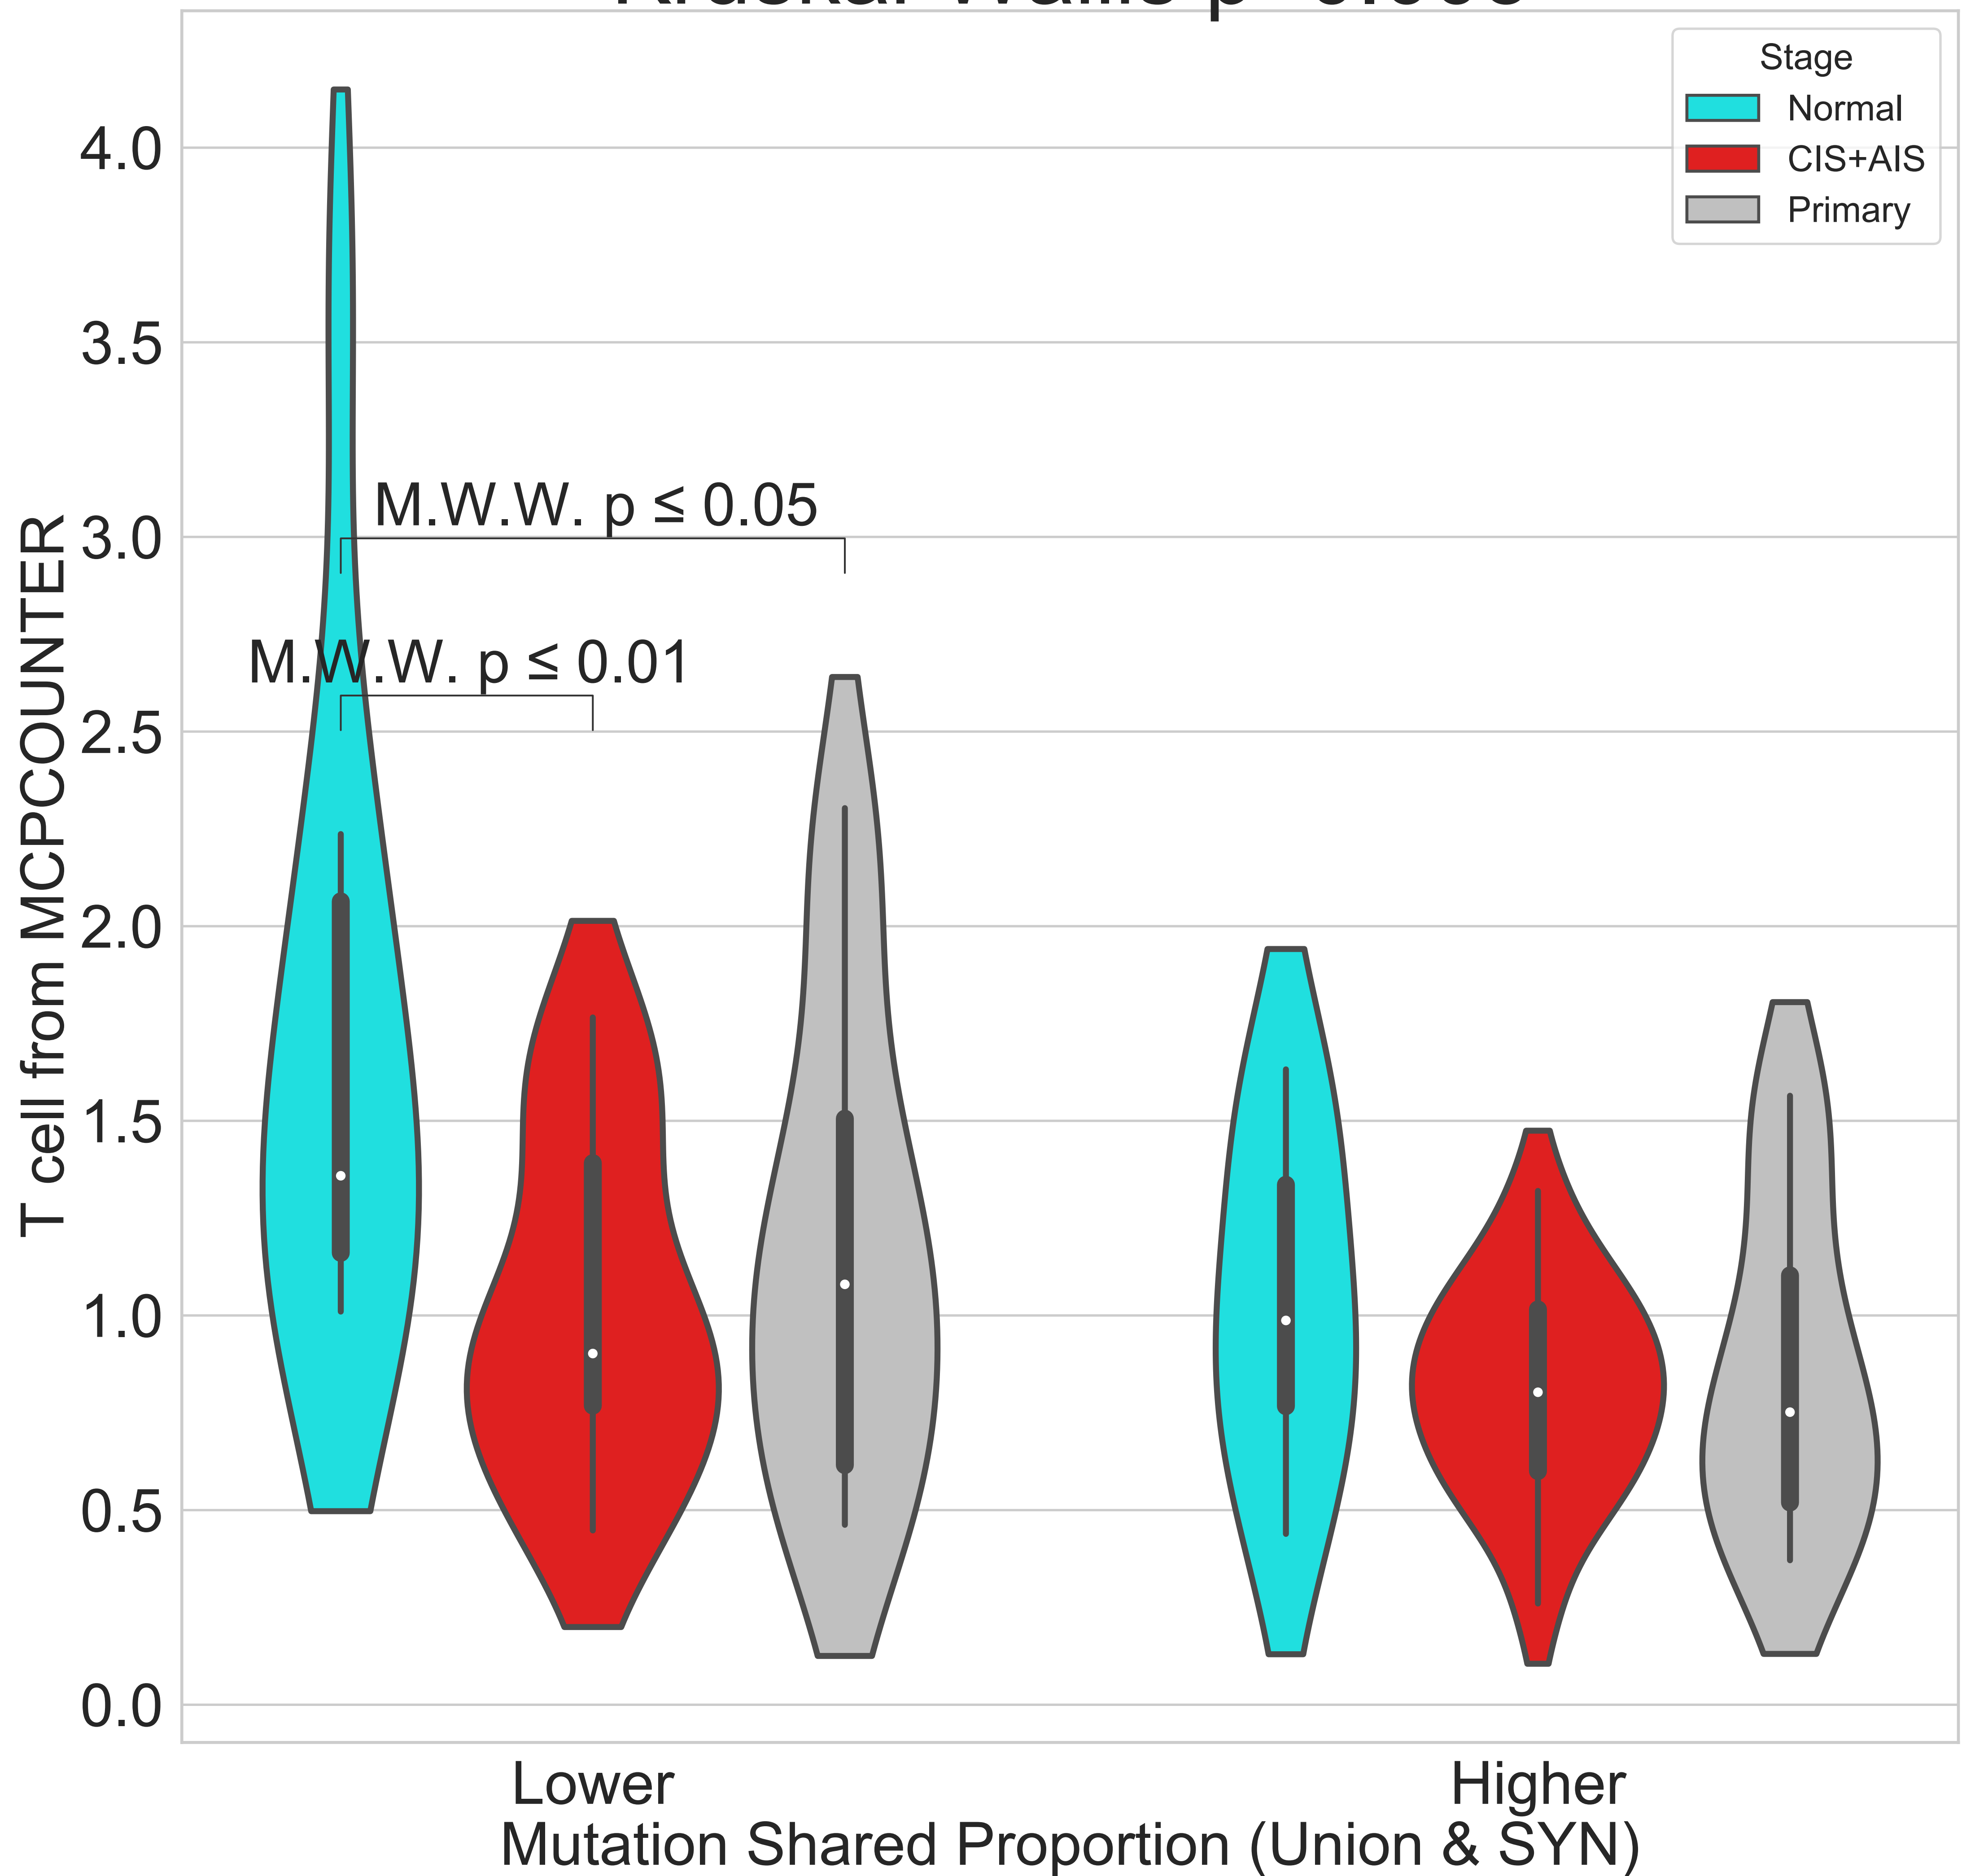 Stage
Normal
CIS+AIS
Primary
4.0
3.5
3.0
2.5
2.0
1.5
1.0
0.5
0.0
T cell from MCPCOUNTER
M.W.W. p ≤ 0.05
M.W.W. p ≤ 0.01
Lower
Higher
Mutation Shared Proportion (Union & SYN)